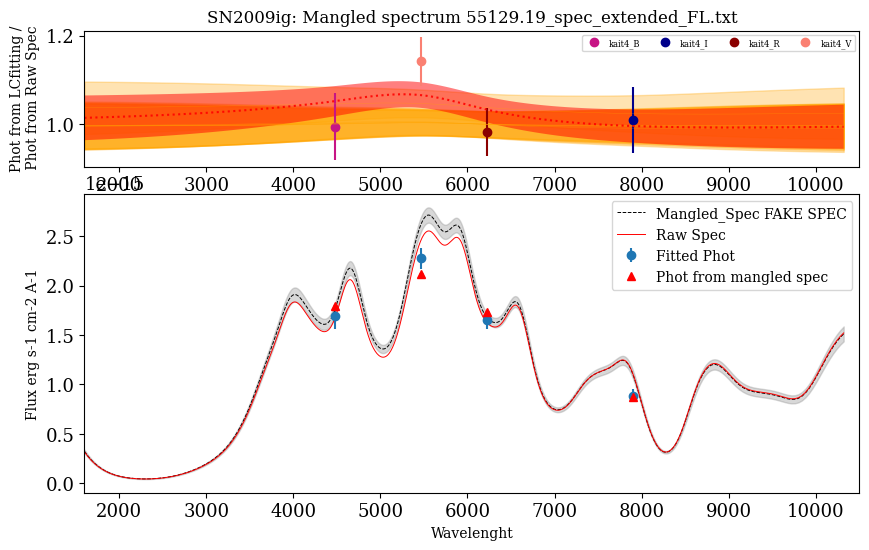 SN2009ig: Mangled spectrum 55129.19_spec_extended_FL.txt
Phot from LCfitting /
Phot from Raw Spec
1.2
1.0
kait4_B kait4_I kait4_R kait4_V
2000 3000 4000 5000 6000 7000 8000 9000 10000
1e−15
Flux erg s-1 cm-2 A-1
2.5
2.0
1.5
1.0
0.5
0.0
Mangled_Spec FAKE SPEC
Raw Spec
Fitted Phot
Phot from mangled spec
2000 3000 4000 5000 6000 7000 8000 9000 10000
Wavelenght